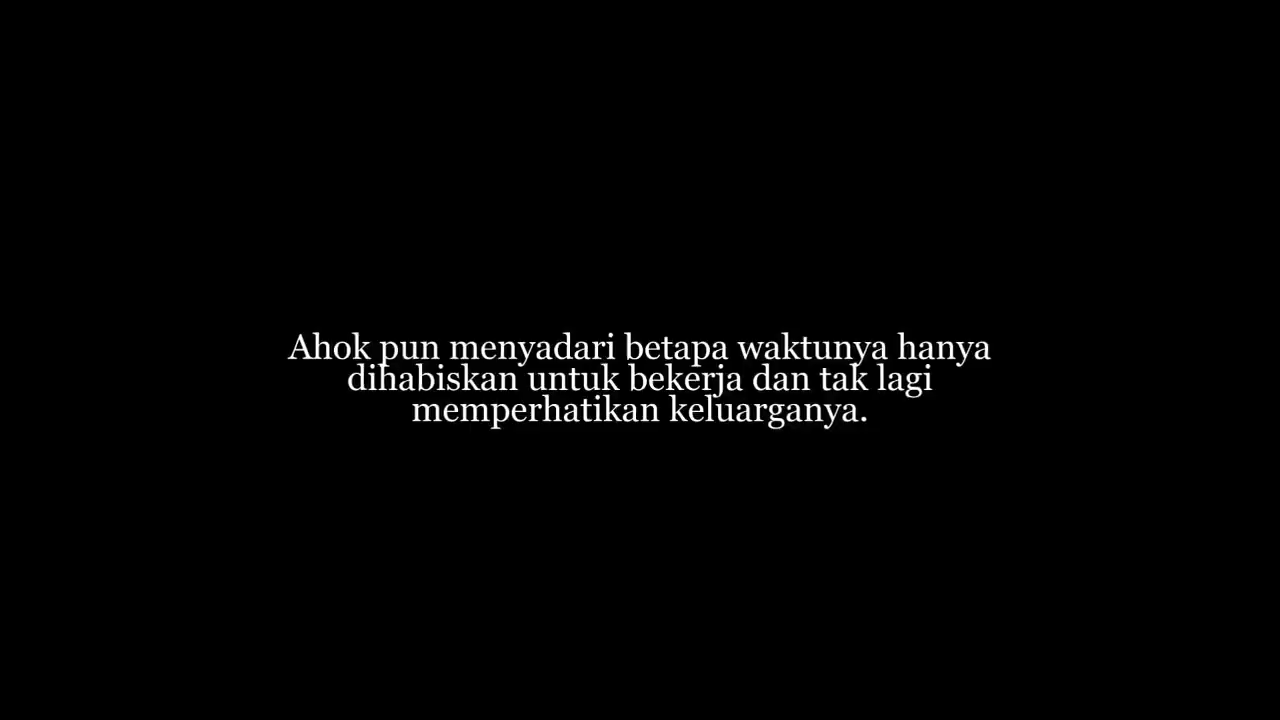 Ahok pun menyadari betapa waktunya hanya
dihabiskan untuk bekerja dan tak lagi
memperhatikan keluarganya.